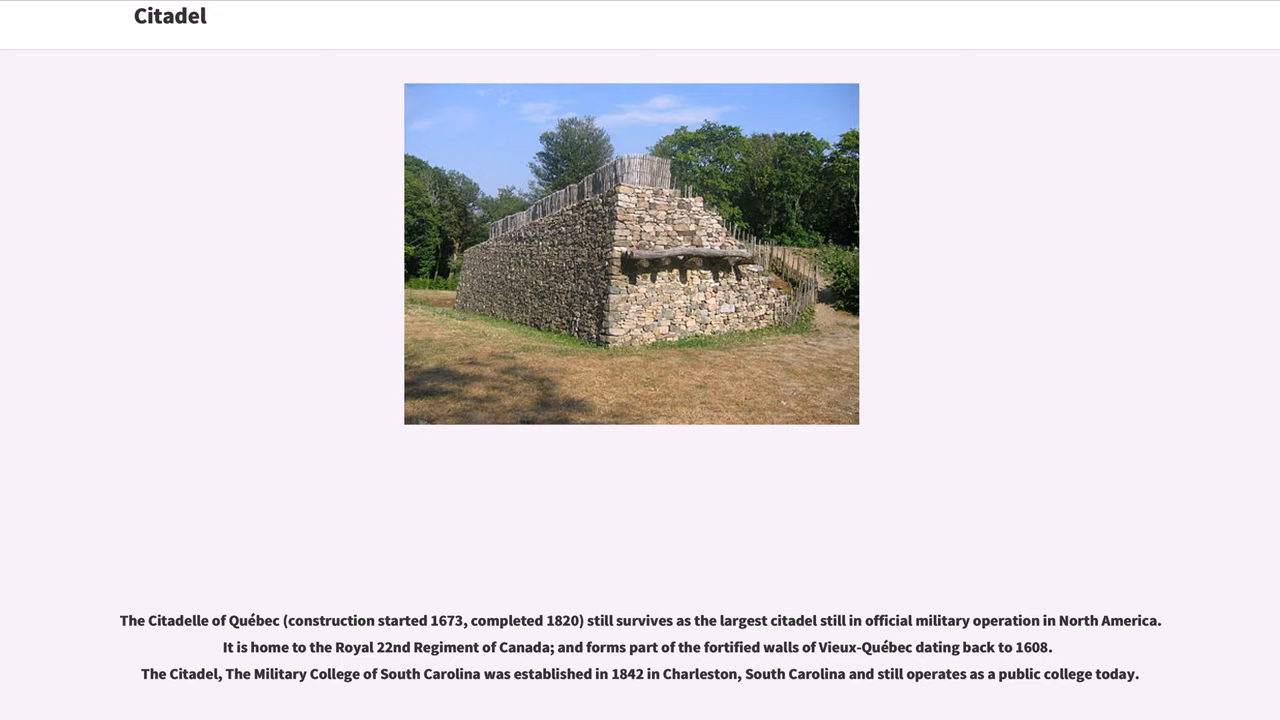 Citadel
The Citadelle of Québec (construction started 1673, completed 1820) still survives as the largest citadel still in official military operation in North America.
It is home to the Royal 22nd Regiment of Canada; and forms part of the fortified walls of Vieux-Québec dating back to 1608.
The Citadel, The Military College of South Carolina was established in 1842 in Charleston, South Carolina and still operates as a public college today.